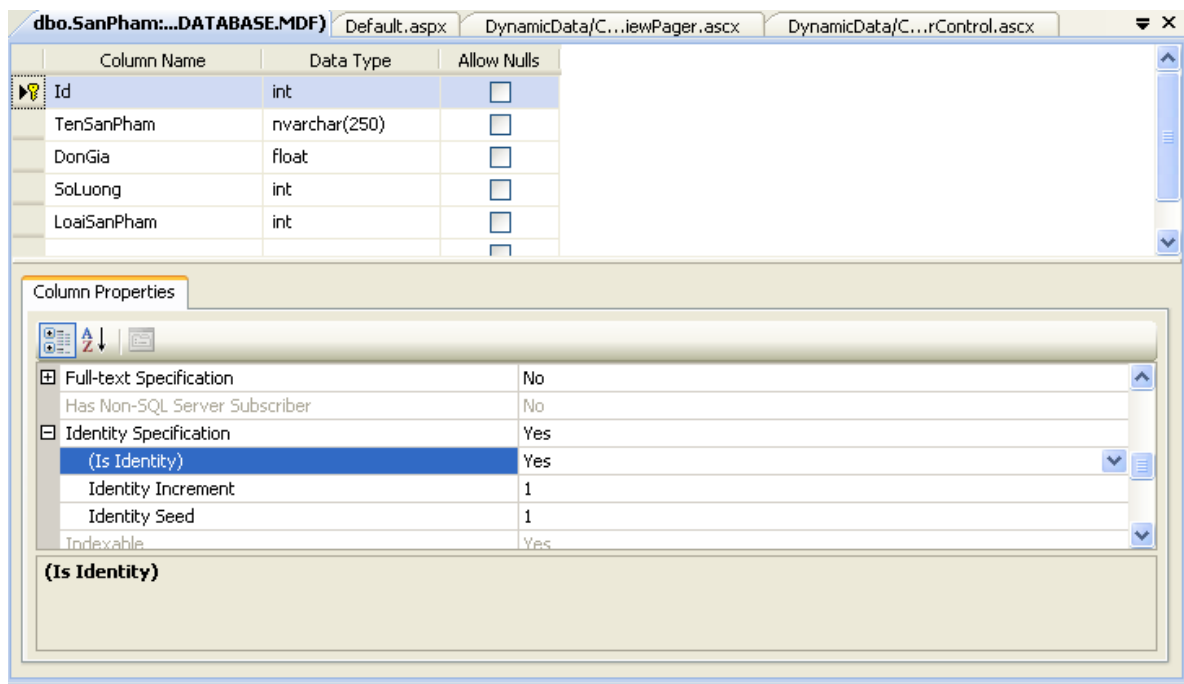 dbo.SanPham:...DATABASE.MDF) Default.aspx DynamicData/C...iewPager.ascx DynamicData/C...rControl.ascx
Column Name Data Type Allow Nulls
Id int
TenSanPham nvarchar(250)
DonGia float
SoLuong int
LoaiSanPham int
Column Properties
Full-text Specification No
Has Non-SQL Server Subscriber No
Identity Specification Yes
(Is Identity) Yes
Identity Increment 1
Identity Seed 1
Indexable Yes
(Is Identity)